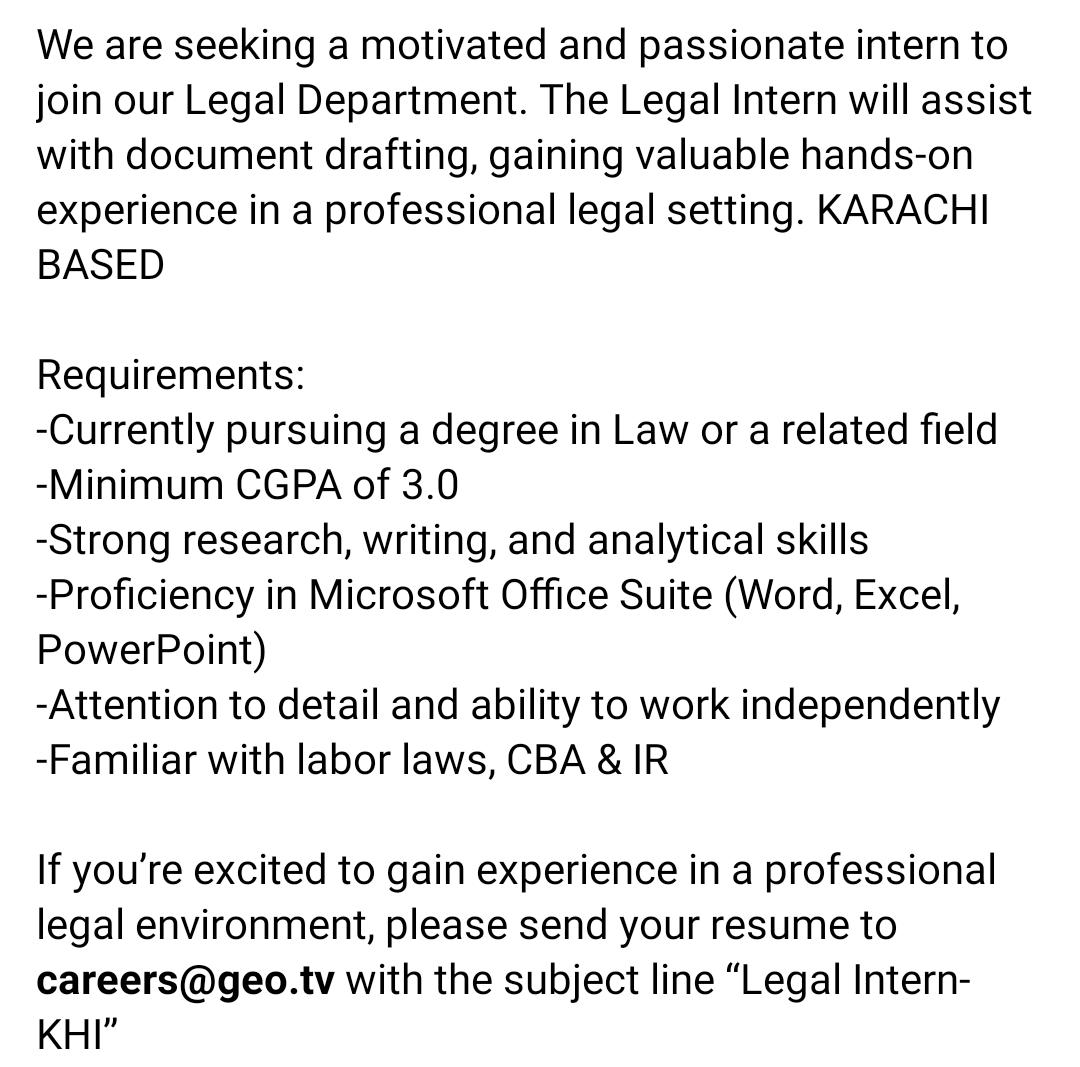 We are seeking a motivated and passionate intern to
join our Legal Department. The Legal Intern will assist
with document drafting, gaining valuable hands-on
experience in a professional legal setting. KARACHI
BASED
Requirements:
-Currently pursuing a degree in Law or a related field
-Minimum CGPA of 3.0
-Strong research, writing, and analytical skills
-Proficiency in Microsoft Office Suite (Word, Excel,
PowerPoint)
-Attention to detail and ability to work independently
-Familiar with labor laws, CBA & IR
If you’re excited to gain experience in a professional
legal environment, please send your resume to
careers@geo.tv with the subject line “Legal Intern-
KHI”